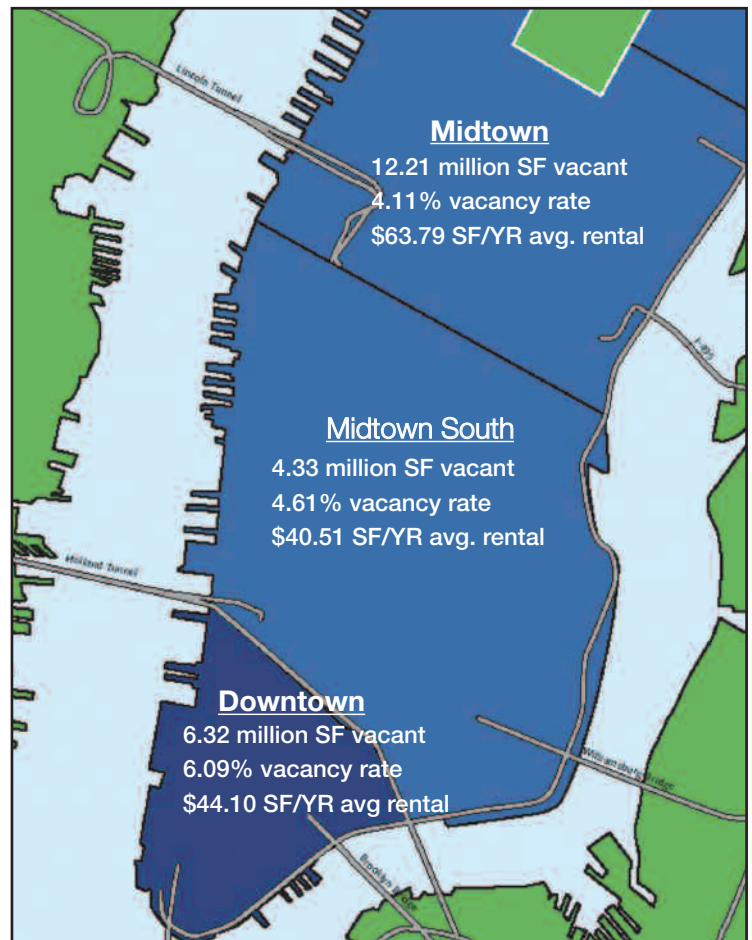 Lincoln Tunnel
Midtown
12.21 million SF vacant
4.11% vacancy rate
$63.79 SF/YR avg. rental
I-495
Midtown South
4.33 million SF vacant
4.61% vacancy rate
$40.51 SF/YR avg. rental
Holland Tunnel
Downtown
6.32 million SF vacant
6.09% vacancy rate
$44.10 SF/YR avg rental
Williamsburg Bridge
Brooklyn Bridge